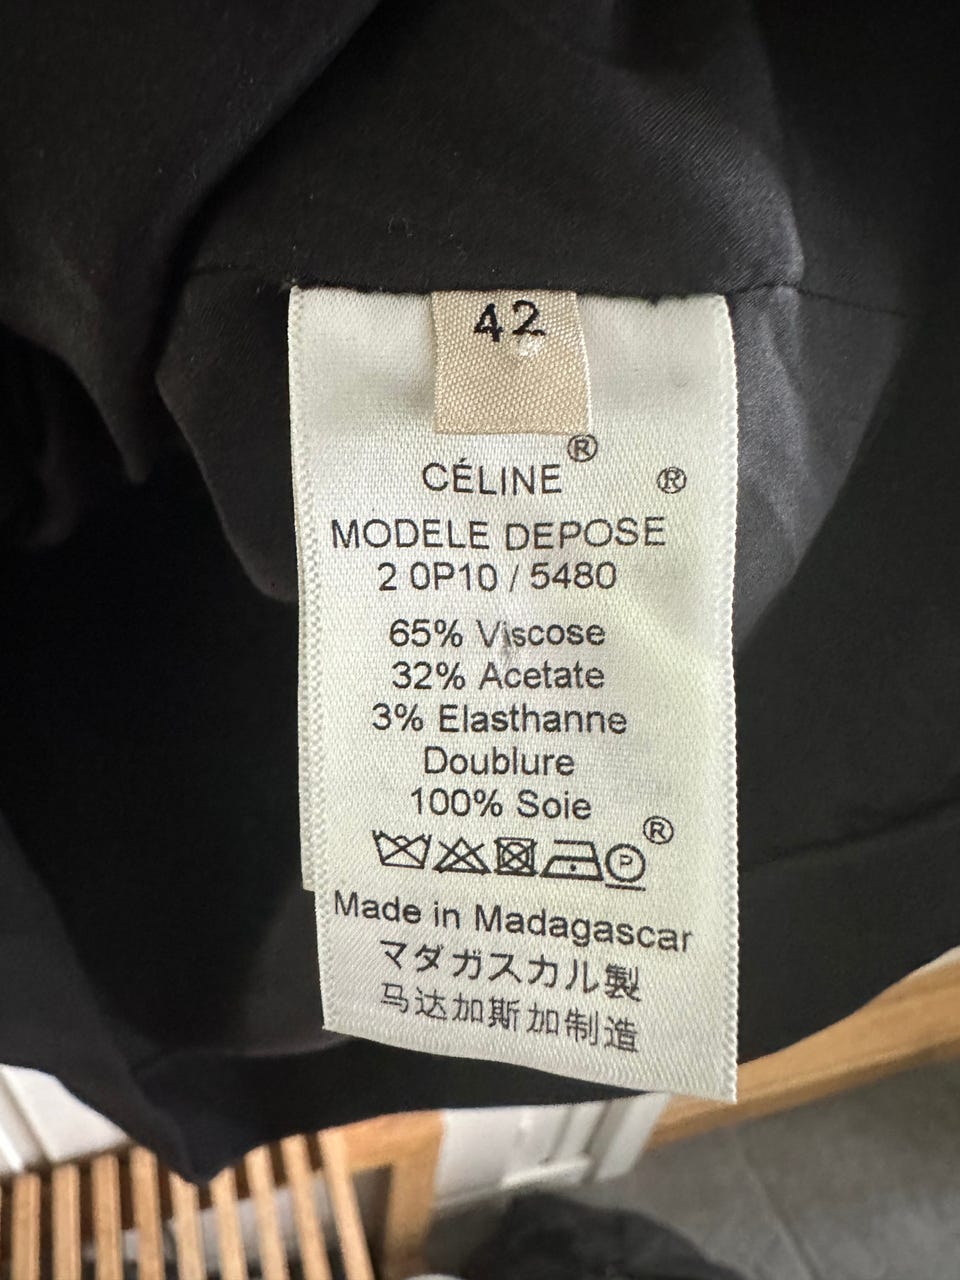 42
CÉLINE®
®
MODELE DEPOSE
2 0P10 / 5480
65% Viscose
32% Acetate
3% Elasthanne
Doublure
100% Soie
®
P
Made in Madagascar
マダガスカル製
马达加斯加制造